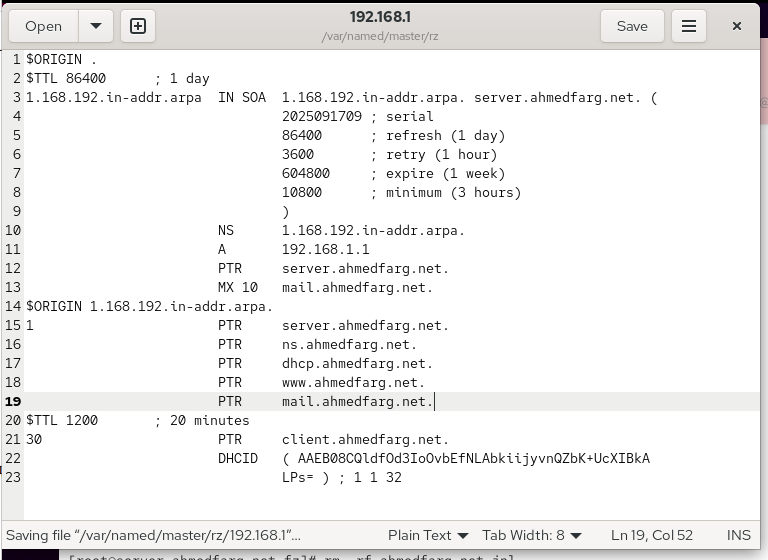 Open
192.168.1
/var/named/master/rz
Save
1 $ORIGIN .
2 $TTL 86400      ; 1 day
3 1.168.192.in-addr.arpa  IN SOA  1.168.192.in-addr.arpa. server.ahmedfarg.net. (
4                                 2025091709 ; serial
5                                 86400      ; refresh (1 day)
6                                 3600       ; retry (1 hour)
7                                 604800     ; expire (1 week)
8                                 10800      ; minimum (3 hours)
9                                 )
10                         NS      1.168.192.in-addr.arpa.
11                         A       192.168.1.1
12                         PTR     server.ahmedfarg.net.
13                         MX 10   mail.ahmedfarg.net.
14 $ORIGIN 1.168.192.in-addr.arpa.
15 1                       PTR     server.ahmedfarg.net.
16                         PTR     ns.ahmedfarg.net.
17                         PTR     dhcp.ahmedfarg.net.
18                         PTR     www.ahmedfarg.net.
19                         PTR     mail.ahmedfarg.net.
20 $TTL 1200       ; 20 minutes
21 30                      PTR     client.ahmedfarg.net.
22                         DHCID   ( AAEB08CQldfOd3IoOvbEfNLAbkiijyvnQZbK+UcXIBkA
23                                 LPs= ) ; 1 1 32
Saving file “/var/named/master/rz/192.168.1”...
Plain Text
Tab Width: 8
Ln 19, Col 52
INS